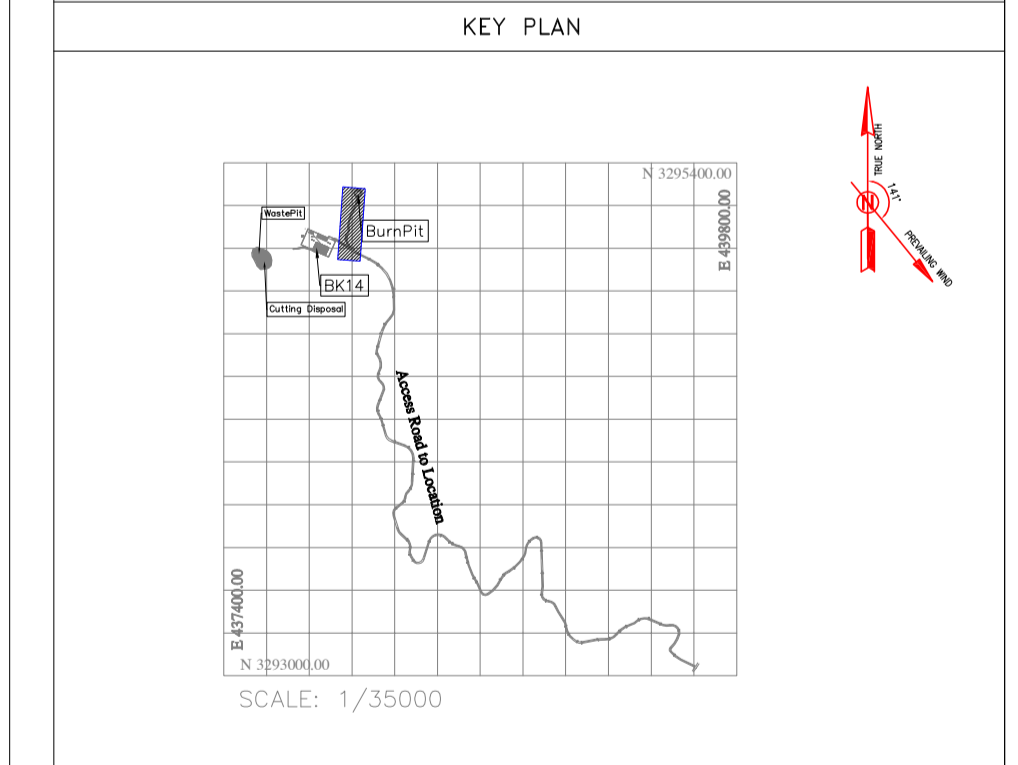 KEY PLAN
TRUE NORTH
141°
N
PREVAILING WIND
N 3295400.00
E 439800.00
WastePit
BurnPit
BK14
Cutting Disposal
Access Road to Location
E 437400.00
N 3293000.00
SCALE: 1/35000